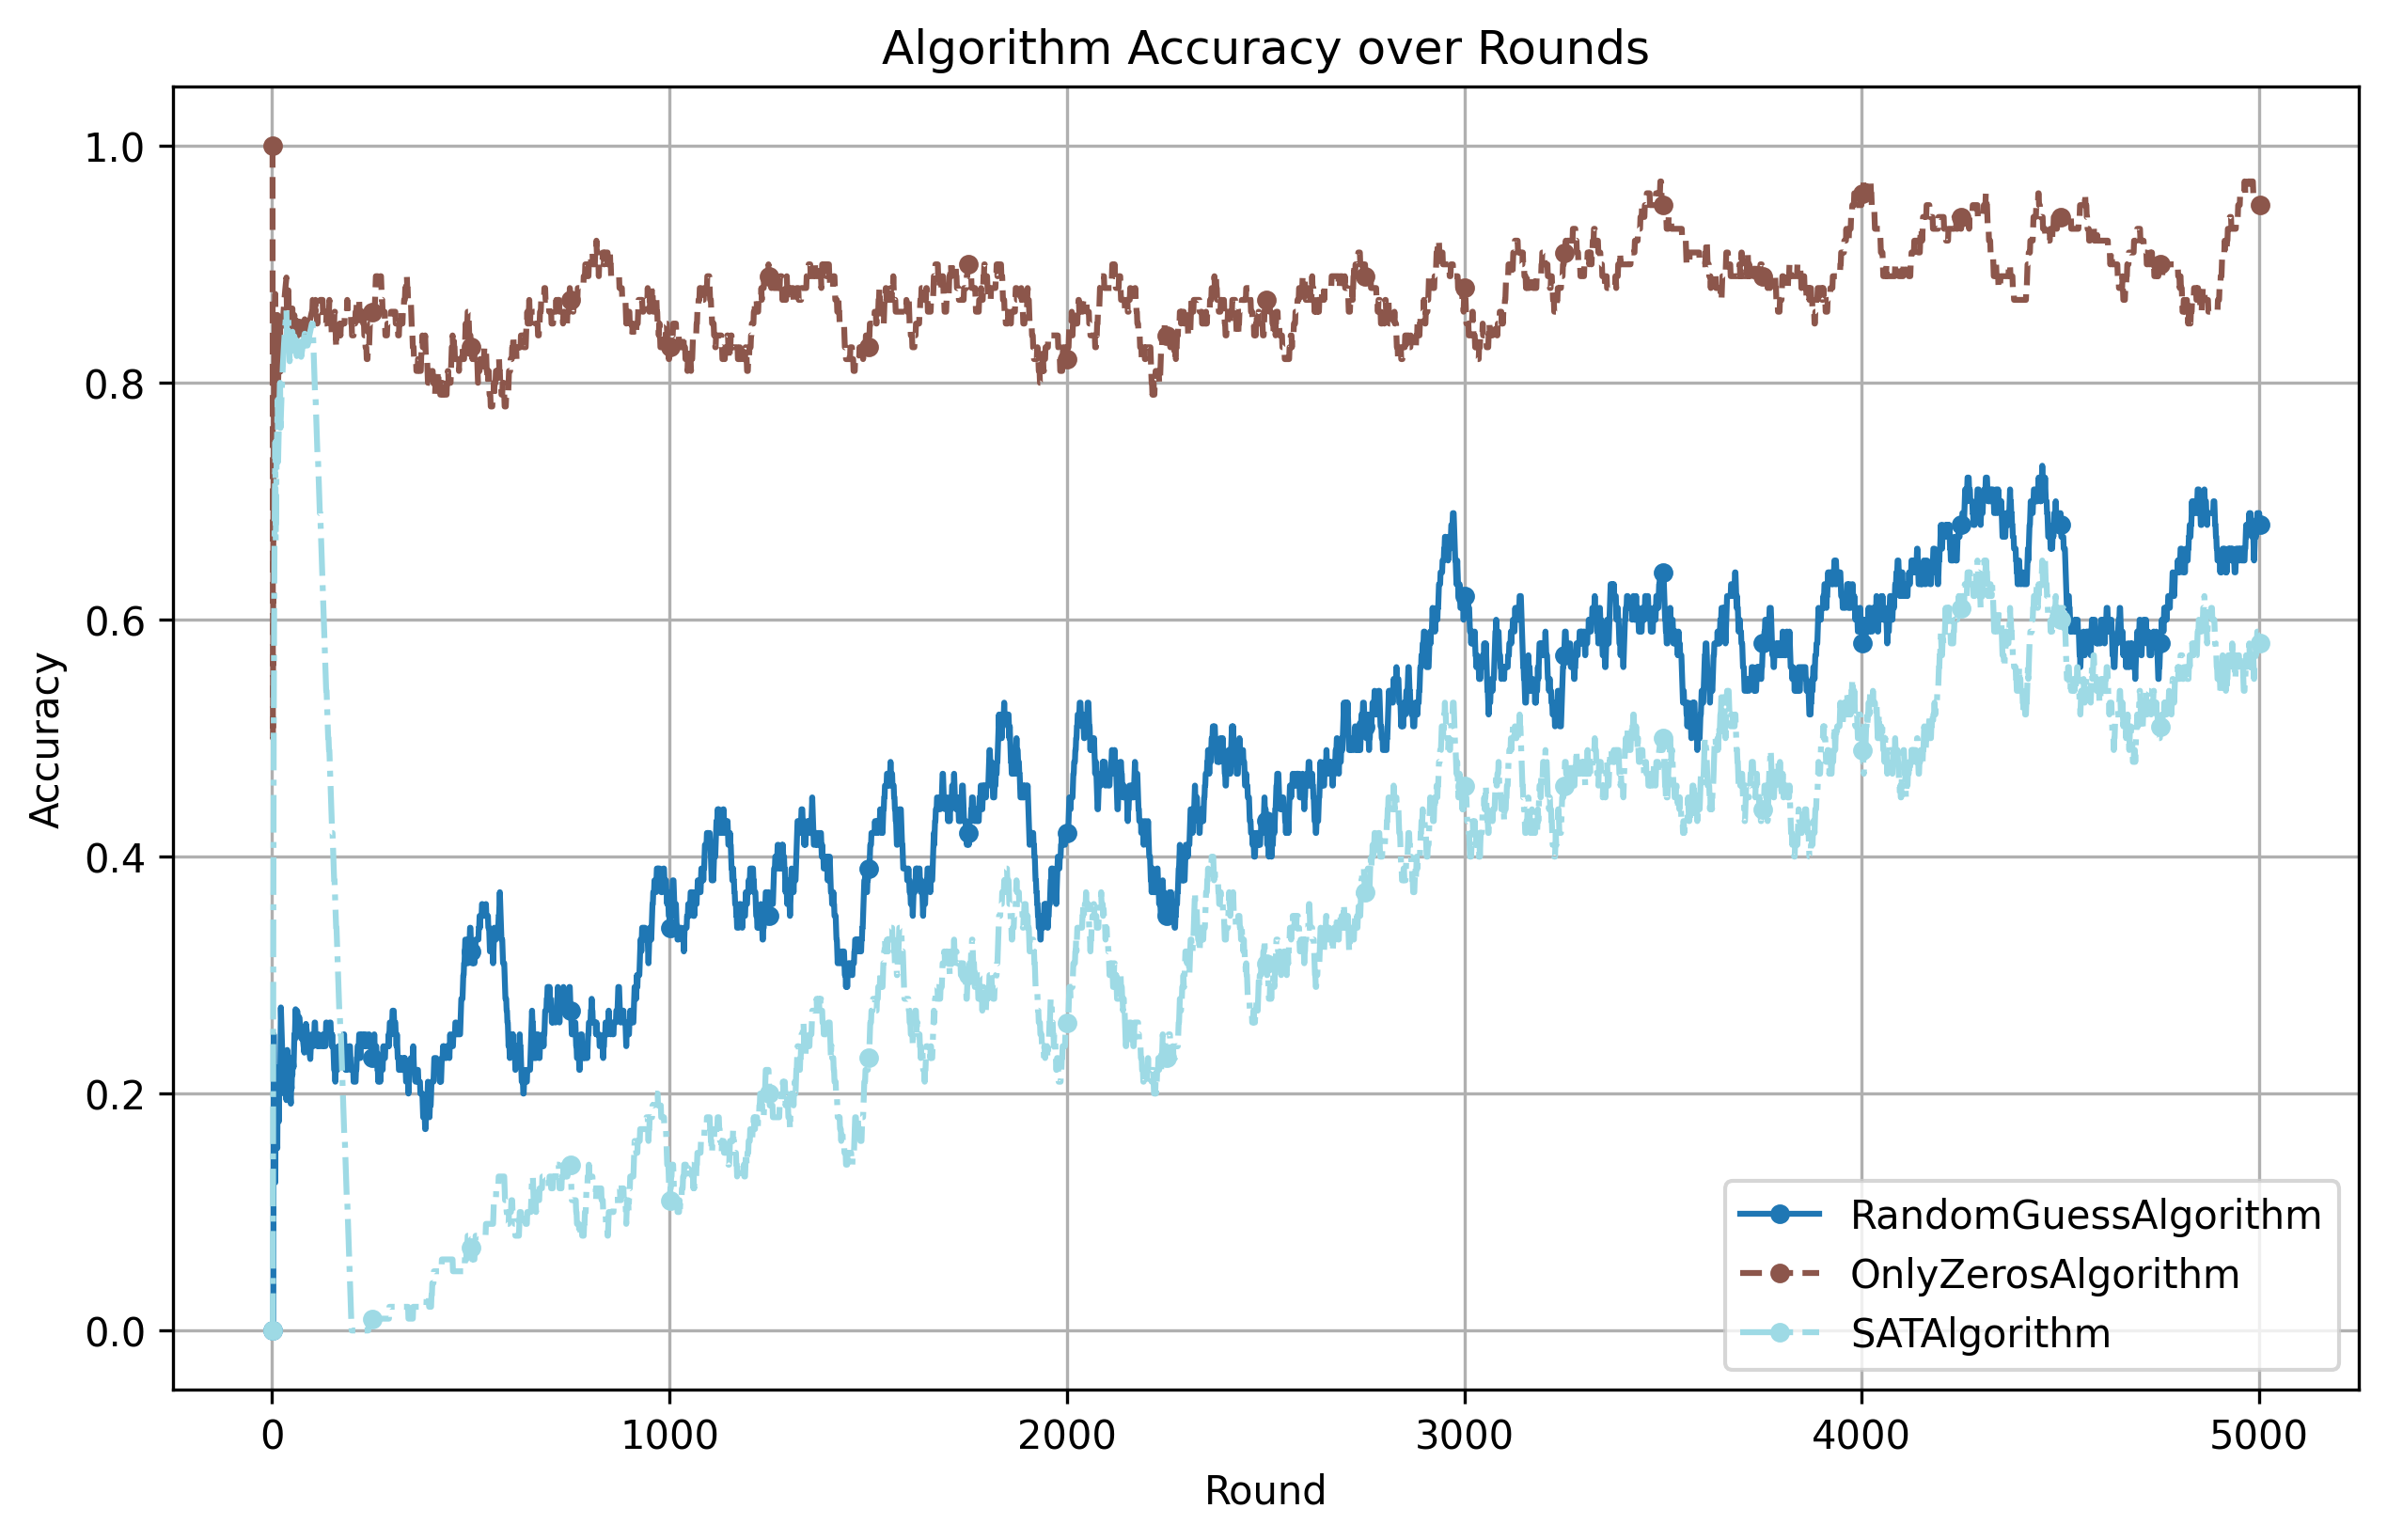 Algorithm Accuracy over Rounds
1.0
0.8
0.6
0.4
0.2
0.0
Accuracy
0 1000 2000 3000 4000 5000
Round
RandomGuessAlgorithm
OnlyZerosAlgorithm
SATAlgorithm